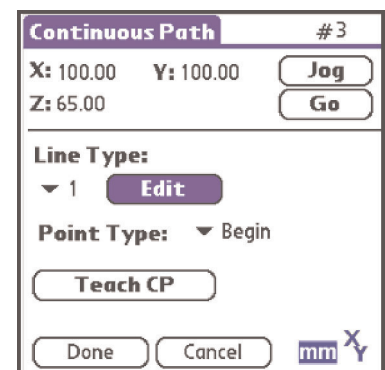 Continuous Path #3
X: 100.00 Y: 100.00 Jog
Z: 65.00 Go
Line Type:
1 Edit
Point Type: Begin
Teach CP
Done Cancel mm XY